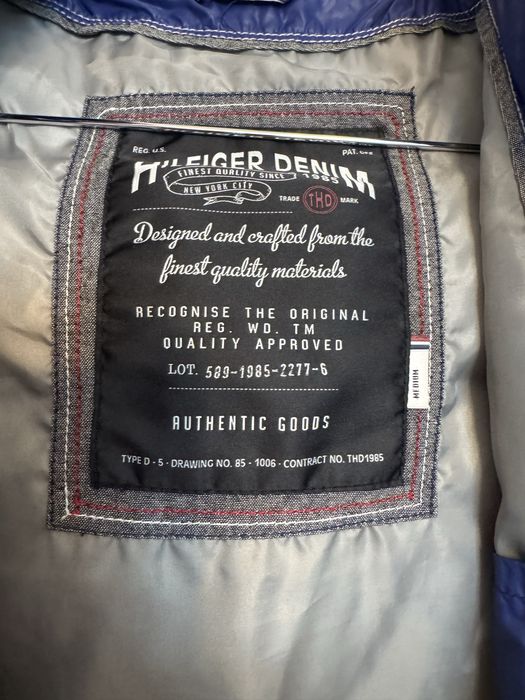 REG. U.S.
PAT. OFF
HILFIGER DENIM
FINEST QUALITY SINCE 1985
NEW YORK CITY
TRADE THD MARK
Designed and crafted from the
finest quality materials
RECOGNISE THE ORIGINAL
REG. WD. TM
QUALITY APPROVED
LOT. 589-1985-2277-6
MEDIUM
AUTHENTIC GOODS
TYPE D - 5 - DRAWING NO. 85 - 1006 - CONTRACT NO. THD1985